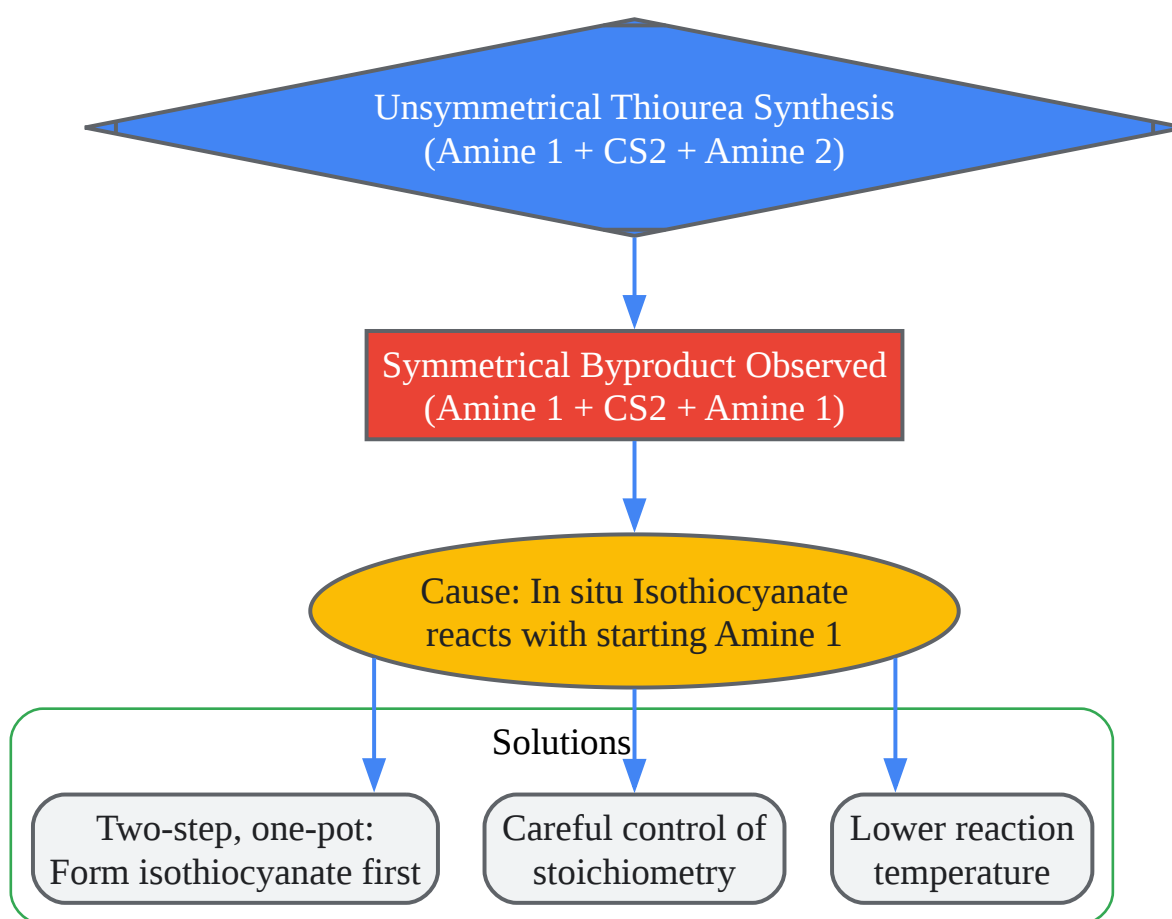 Unsymmetrical Thiourea Synthesis
(Amine 1 + CS2 + Amine 2)
Symmetrical Byproduct Observed
(Amine 1 + CS2 + Amine 1)
Cause: In situ Isothiocyanate
reacts with starting Amine 1
Solutions
Two-step, one-pot:
Form isothiocyanate first
Careful control of
stoichiometry
Lower reaction
temperature